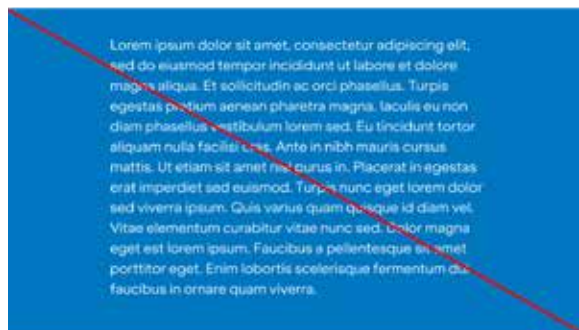 Lorem ipsum dolor sit amet, consectetur adipiscing elit,
sed do eiusmod tempor incididunt ut labore et dolore
magna aliqua. Et sollicitudin ac orci phasellus. Turpis
egestas pretium aenean pharetra magna. Iaculis eu non
diam phasellus vestibulum lorem sed. Eu tincidunt tortor
aliquam nulla facilisi cras. Ante in nibh mauris cursus
mattis. Ut etiam sit amet nisl purus in. Placerat in egestas
erat imperdiet sed euismod. Turpis nunc eget lorem dolor
sed viverra ipsum. Quis varius quam quisque id diam vel.
Vitae elementum curabitur vitae nunc sed. Dolor magna
eget est lorem ipsum. Faucibus a pellentesque sit amet
porttitor eget. Enim lobortis scelerisque fermentum dui
faucibus in ornare quam viverra.